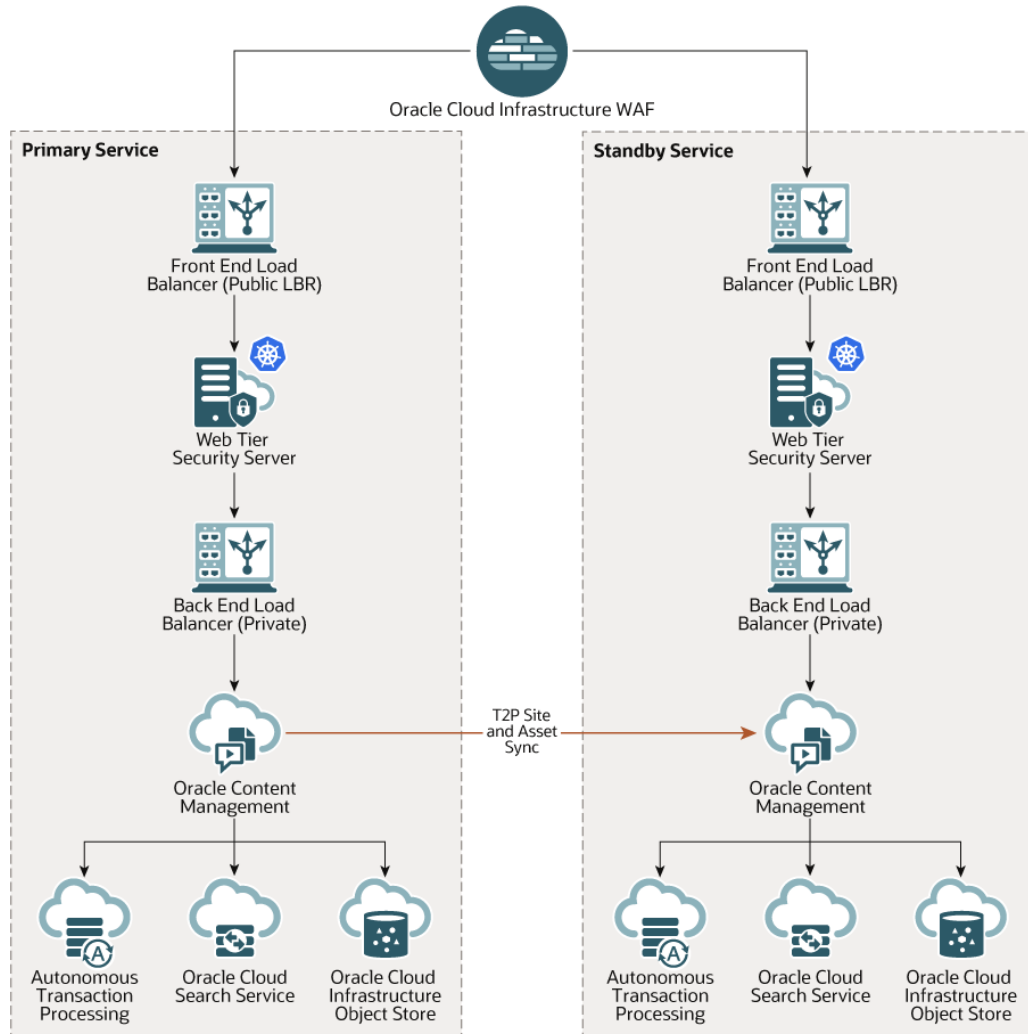 Oracle Cloud Infrastructure WAF
Primary Service
Front End Load
Balancer (Public LBR)
Web Tier
Security Server
Back End Load
Balancer (Private)
Oracle Content
Management
Autonomous
Transaction
Processing
A
Oracle Cloud
Search Service
Oracle Cloud
Infrastructure
Object Store
T2P Site
and Asset
Sync
Standby Service
Front End Load
Balancer (Public LBR)
Web Tier
Security Server
Back End Load
Balancer (Private)
Oracle Content
Management
A
Autonomous
Transaction
Processing
Oracle Cloud
Search Service
Oracle Cloud
Infrastructure
Object Store